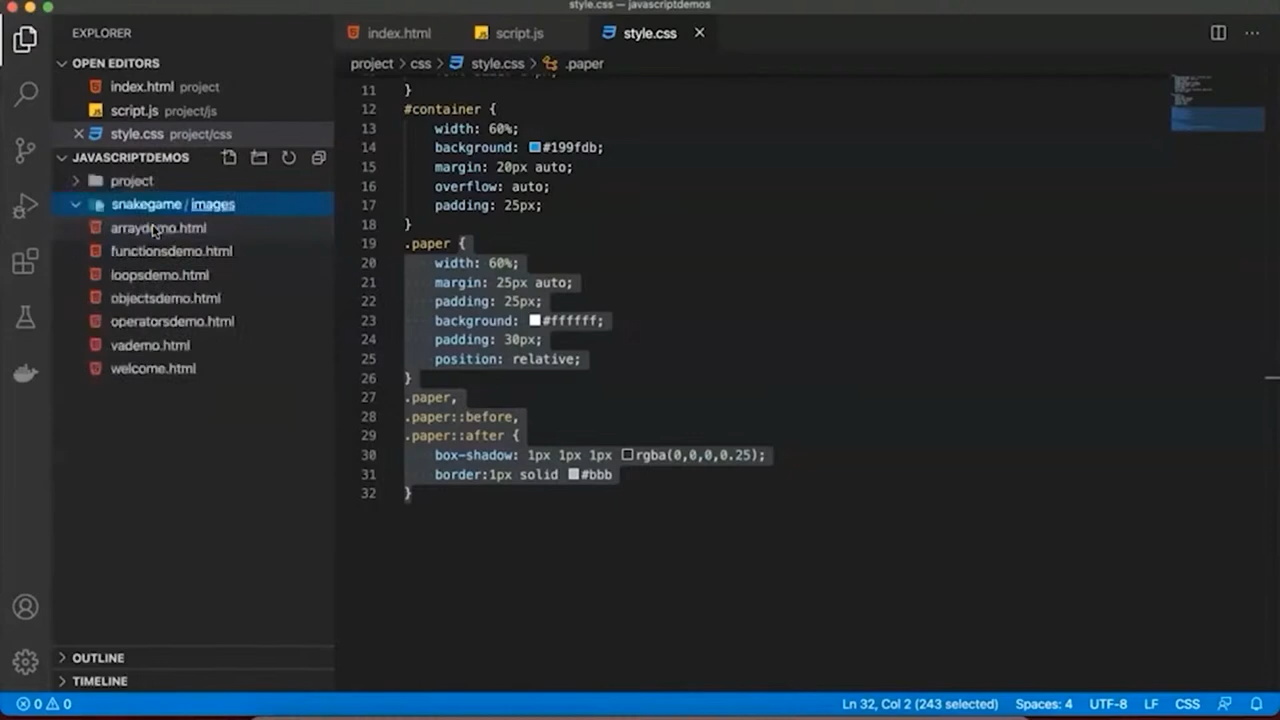 style.css — javascriptdemos
EXPLORER
index.html
script.js
style.css
OPEN EDITORS
project > css > style.css > .paper
index.html project
script.js project/js
style.css project/css
JAVASCRIPTDEMOS
project
snakegame / images
arraydemo.html
functionsdemo.html
loopsdemo.html
objectsdemo.html
operatorsdemo.html
vademo.html
welcome.html
OUTLINE
TIMELINE
11 }
12 #container {
13 width: 60%;
14 background: #199fdb;
15 margin: 20px auto;
16 overflow: auto;
17 padding: 25px;
18 }
19 .paper {
20 width: 60%;
21 margin: 25px auto;
22 padding: 25px;
23 background: #ffffff;
24 padding: 30px;
25 position: relative;
26 }
27 .paper,
28 .paper::before,
29 .paper::after {
30 box-shadow: 1px 1px 1px rgba(0,0,0,0.25);
31 border:1px solid #bbb
32 }
0 0
Ln 32, Col 2 (243 selected)
Spaces: 4
UTF-8
LF
CSS